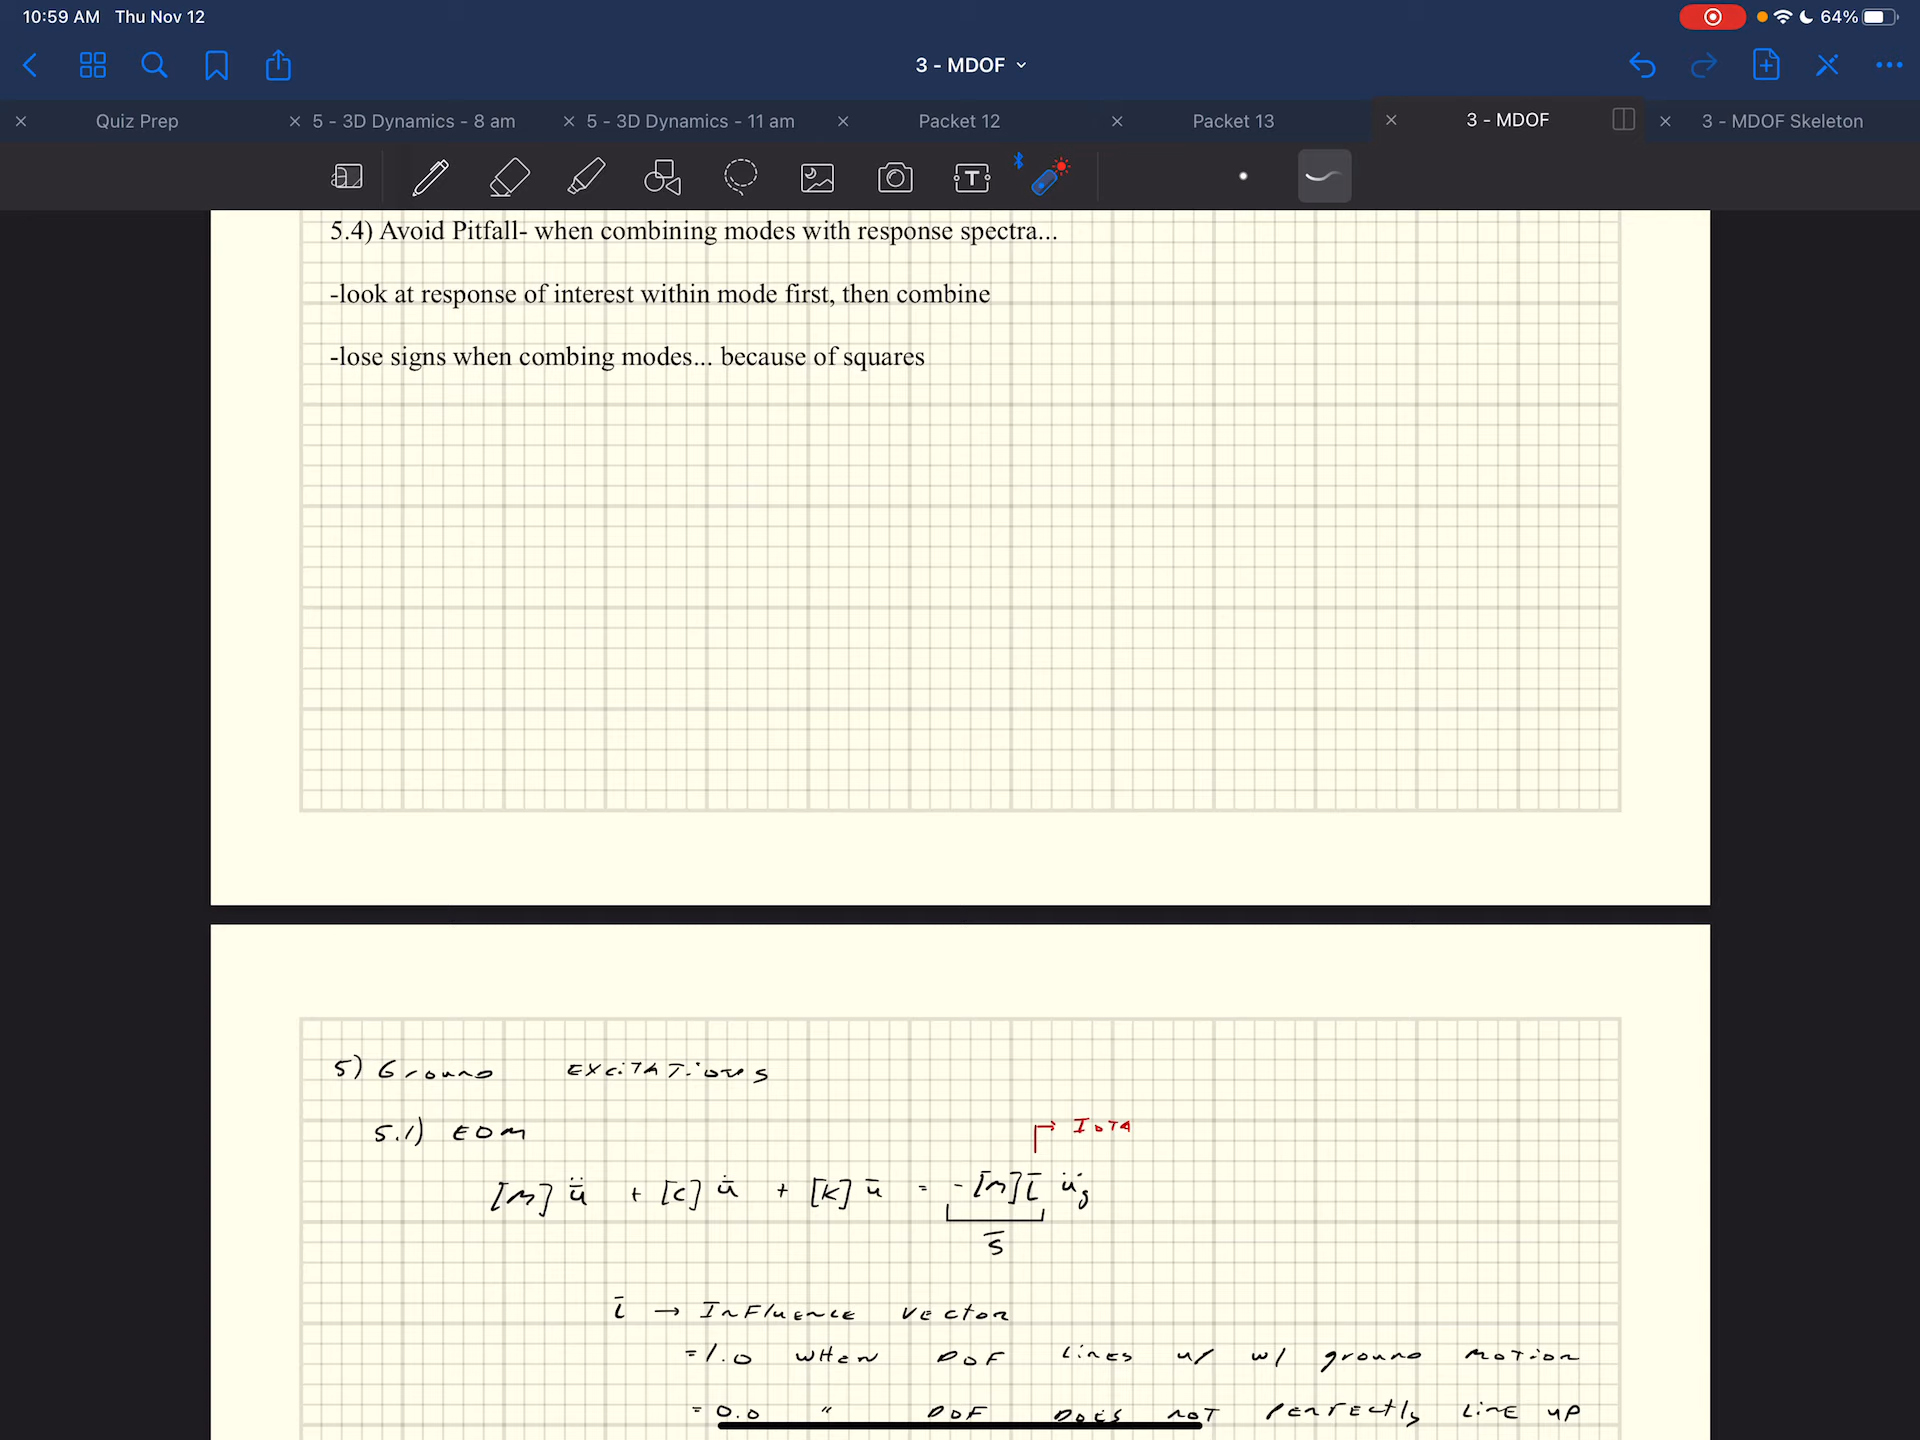 10:59 AM Thu Nov 12
64%
3 - MDOF
Quiz Prep
5 - 3D Dynamics - 8 am
5 - 3D Dynamics - 11 am
Packet 12
Packet 13
3 - MDOF
3 - MDOF Skeleton
T
5.4) Avoid Pitfall- when combining modes with response spectra...
-look at response of interest within mode first, then combine
-lose signs when combing modes... because of squares
5) Ground Excitations
5.1) EOM
→ Iota
[m] ǖ + [c] u̇̄ + [k] ū = -[m] ῑ ü_g
s̄
ῑ → Influence vector
= 1.0 when DOF lines up w/ ground motion
= 0.0 " DOF does not perfectly line up